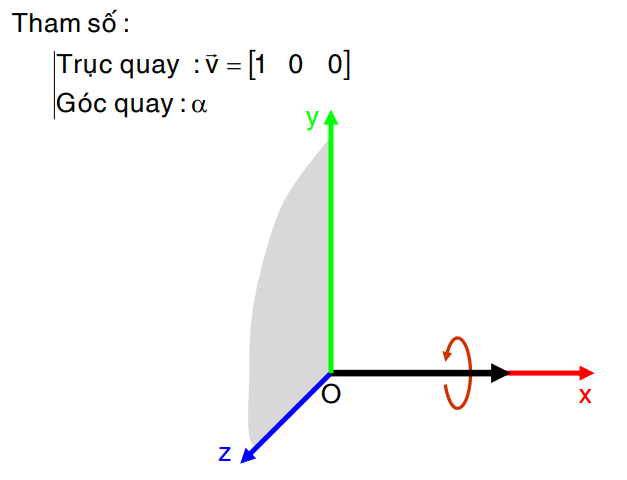 Tham số :
Trục quay : v⃗ = [1 0 0]
Góc quay : α
y
O
x
z